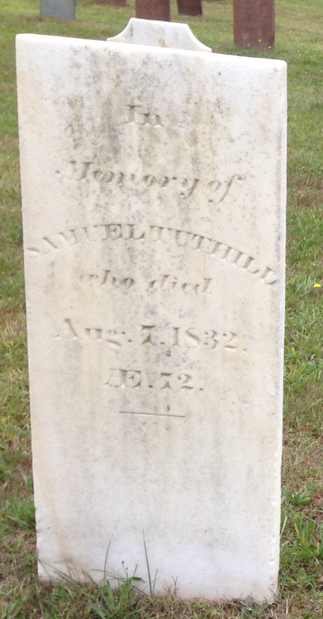 In
Memory of
SAMUEL TUTHILL
who died
Aug. 7. 1832.
Æ. 72.